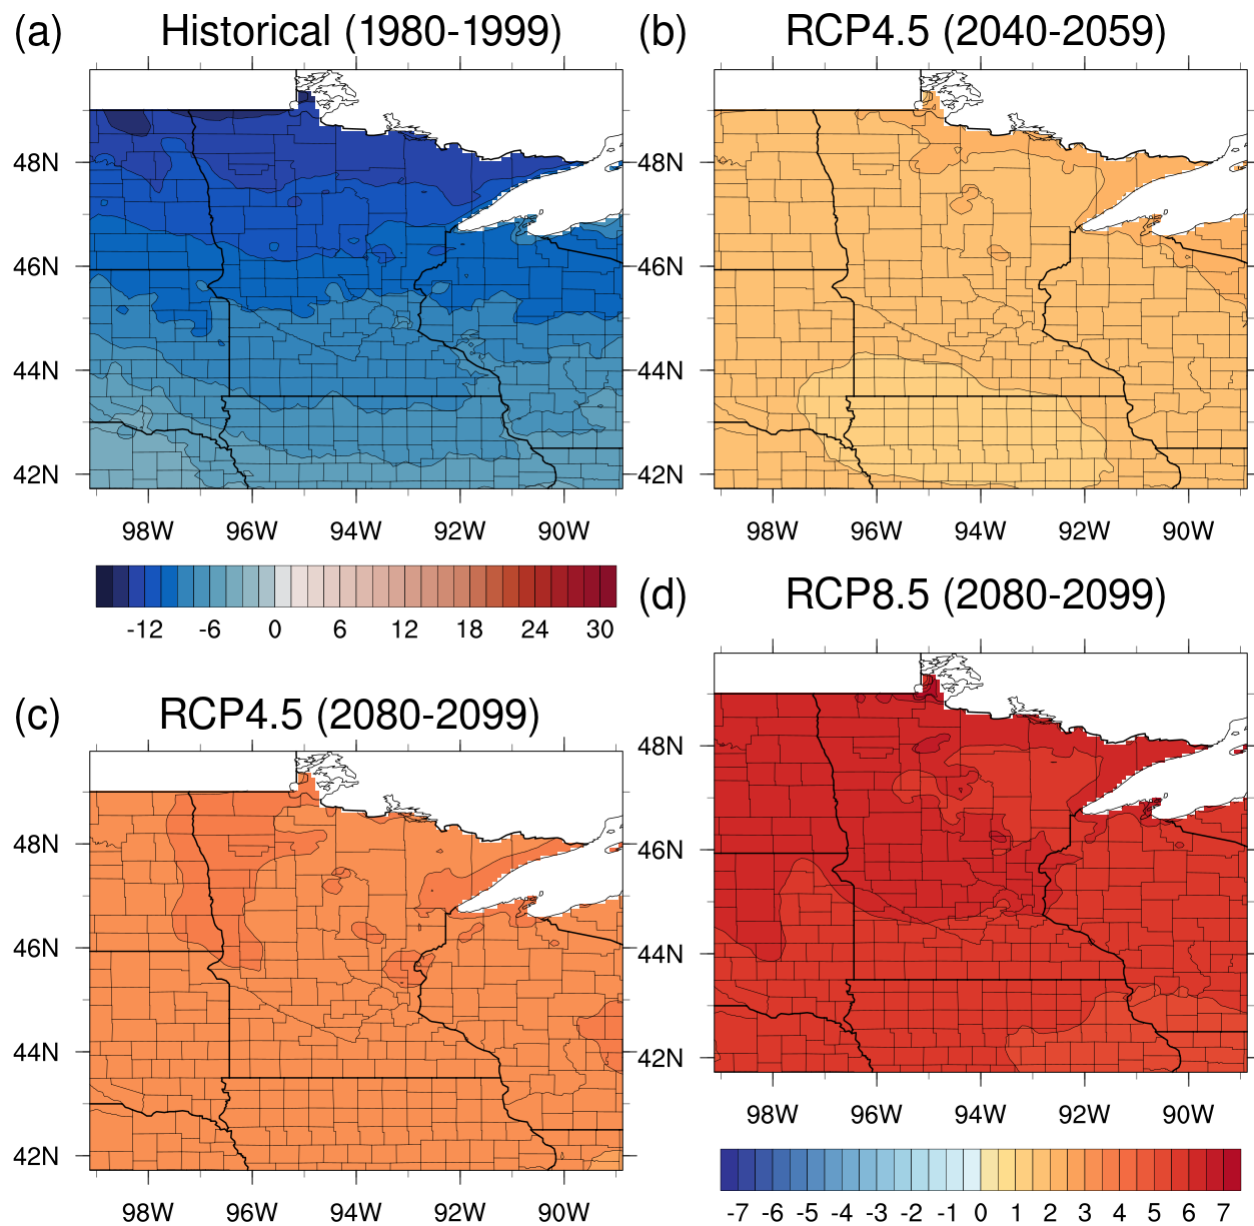 (a) Historical (1980-1999)
48N
46N
44N
42N
98W 96W 94W 92W 90W
-12 -6 0 6 12 18 24 30
(b) RCP4.5 (2040-2059)
48N
46N
44N
42N
98W 96W 94W 92W 90W
(c) RCP4.5 (2080-2099)
48N
46N
44N
42N
98W 96W 94W 92W 90W
(d) RCP8.5 (2080-2099)
48N
46N
44N
42N
98W 96W 94W 92W 90W
-7 -6 -5 -4 -3 -2 -1 0 1 2 3 4 5 6 7